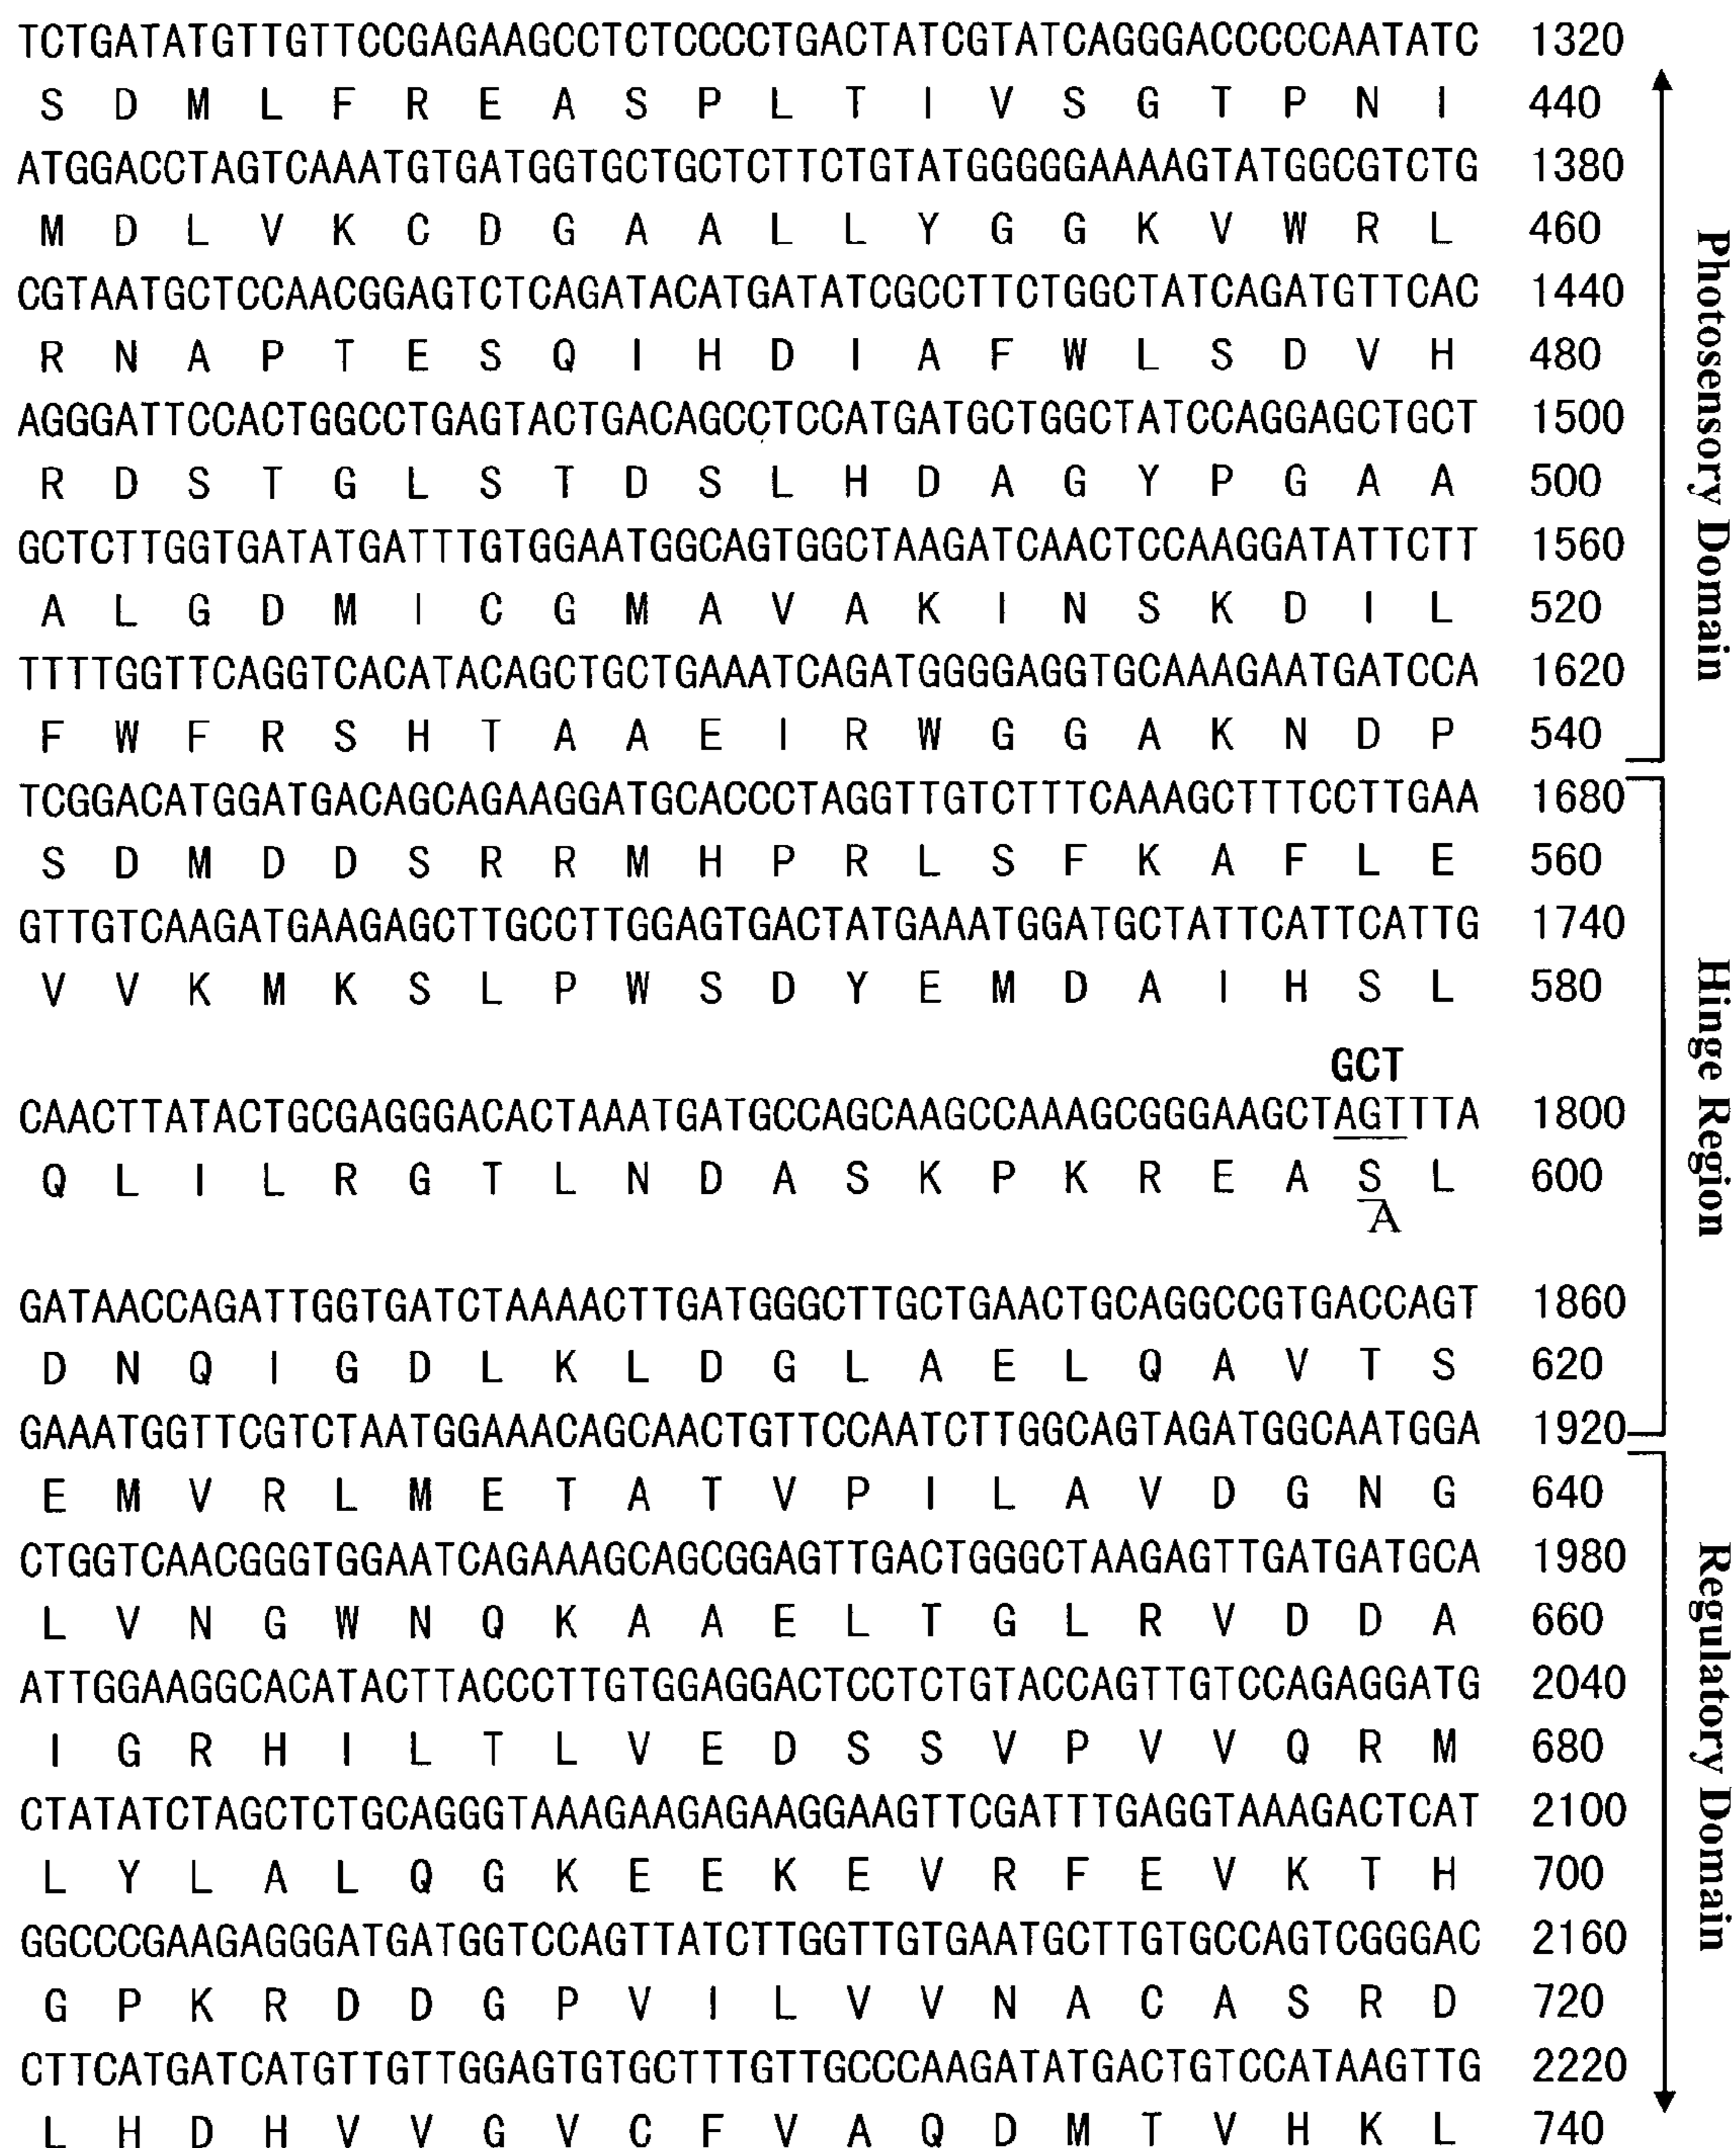 TCTGATATGTTGTTCCGAGAAGCCTCTCCCCTGACTATCGTATCAGGGACCCCCAATATC 1320
S D M L F R E A S P L T I V S G T P N I 440
ATGGACCTAGTCAAATGTGATGGTGCTGCTCTTCTGTATGGGGGAAAAGTATGGCGTCTG 1380
M D L V K C D G A A L L Y G G K V W R L 460
CGTAATGCTCCAACGGAGTCTCAGATACATGATATCGCCTTCTGGCTATCAGATGTTCAC 1440
R N A P T E S Q I H D I A F W L S D V H 480
AGGGATTCCACTGGCCTGAGTACTGACAGCCTCCATGATGCTGGCTATCCAGGAGCTGCT 1500
R D S T G L S T D S L H D A G Y P G A A 500
GCTCTTGGTGATATGATTTGTGGAATGGCAGTGGCTAAGATCAACTCCAAGGATATTCTT 1560
A L G D M I C G M A V A K I N S K D I L 520
TTTTGGTTCAGGTCACATACAGCTGCTGAAATCAGATGGGGAGGTGCAAAGAATGATCCA 1620
F W F R S H T A A E I R W G G A K N D P 540
TCGGACATGGATGACAGCAGAAGGATGCACCCTAGGTTGTCTTTCAAAGCTTTCCTTGAA 1680
S D M D D S R R M H P R L S F K A F L E 560
GTTGTCAAGATGAAGAGCTTGCCTTGGAGTGACTATGAAATGGATGCTATTCATTCATTG 1740
V V K M K S L P W S D Y E M D A I H S L 580
GCT
CAACTTATACTGCGAGGGACACTAAATGATGCCAGCAAGCCAAAGCGGGAAGCTAGTTTA 1800
Q L I L R G T L N D A S K P K R E A S L 600
A
GATAACCAGATTGGTGATCTAAAACTTGATGGGCTTGCTGAACTGCAGGCCGTGACCAGT 1860
D N Q I G D L K L D G L A E L Q A V T S 620
GAAATGGTTCGTCTAATGGAAACAGCAACTGTTCCAATCTTGGCAGTAGATGGCAATGGA 1920
E M V R L M E T A T V P I L A V D G N G 640
CTGGTCAACGGGTGGAATCAGAAAGCAGCGGAGTTGACTGGGCTAAGAGTTGATGATGCA 1980
L V N G W N Q K A A E L T G L R V D D A 660
ATTGGAAGGCACATACTTACCCTTGTGGAGGACTCCTCTGTACCAGTTGTCCAGAGGATG 2040
I G R H I L T L V E D S S V P V V Q R M 680
CTATATCTAGCTCTGCAGGGTAAAGAAGAGAAGGAAGTTCGATTTGAGGTAAAGACTCAT 2100
L Y L A L Q G K E E K E V R F E V K T H 700
GGCCCGAAGAGGGATGATGGTCCAGTTATCTTGGTTGTGAATGCTTGTGCCAGTCGGGAC 2160
G P K R D D G P V I L V V N A C A S R D 720
CTTCATGATCATGTTGTTGGAGTGTGCTTTGTTGCCCAAGATATGACTGTCCATAAGTTG 2220
L H D H V V G V C F V A Q D M T V H K L 740
Photosensory Domain
Hinge Region
Regulatory Domain